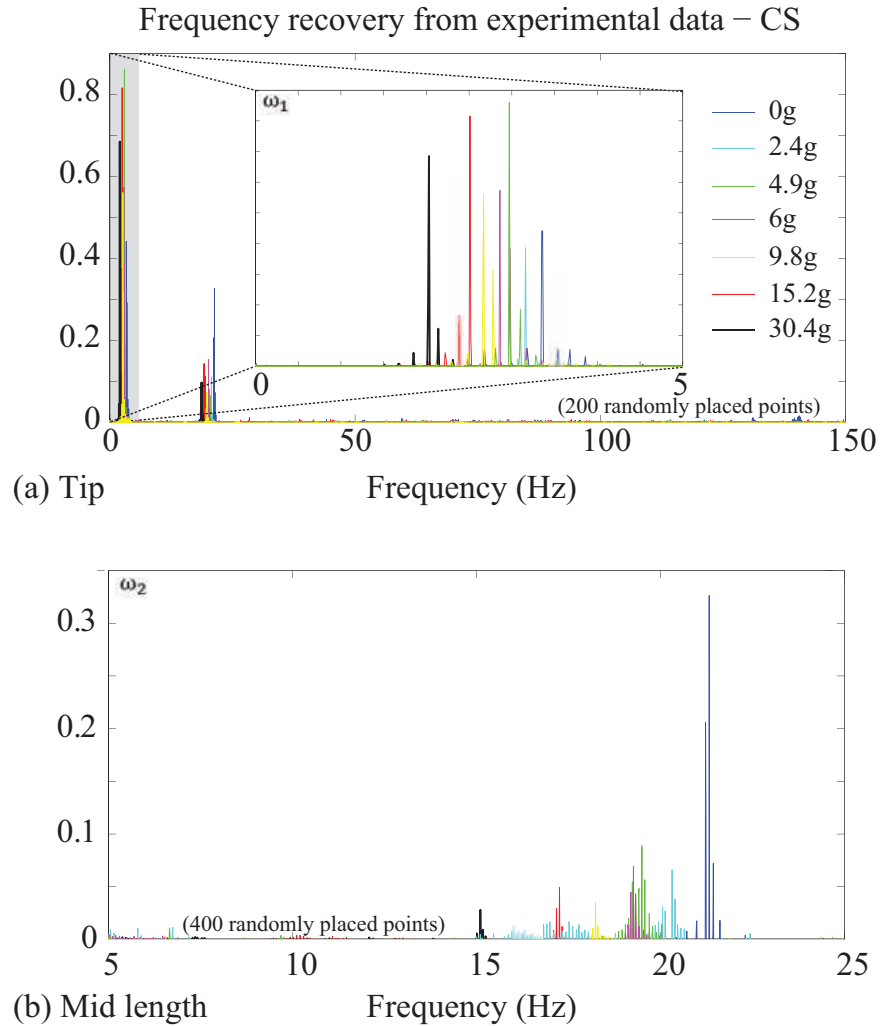 Frequency recovery from experimental data − CS
ω₁
0g
2.4g
4.9g
6g
9.8g
15.2g
30.4g
0.8
0.6
0.4
0.2
0
0 5
(200 randomly placed points)
0 50 100 150
(a) Tip Frequency (Hz)
ω₂
0.3
0.2
0.1
0
(400 randomly placed points)
5 10 15 20 25
(b) Mid length Frequency (Hz)